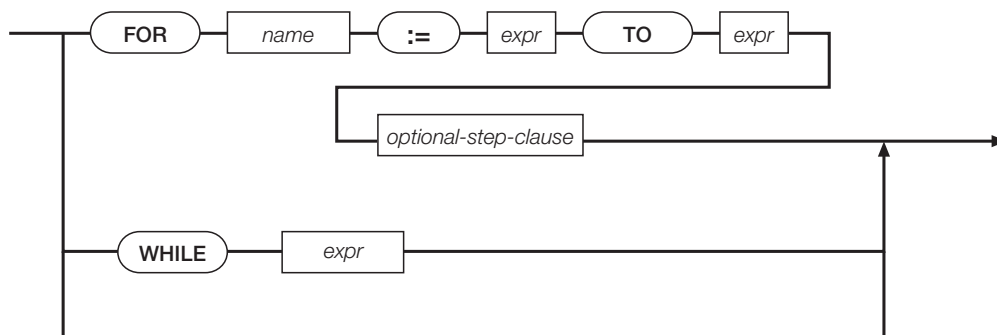 FOR name := expr TO expr
optional-step-clause
WHILE expr